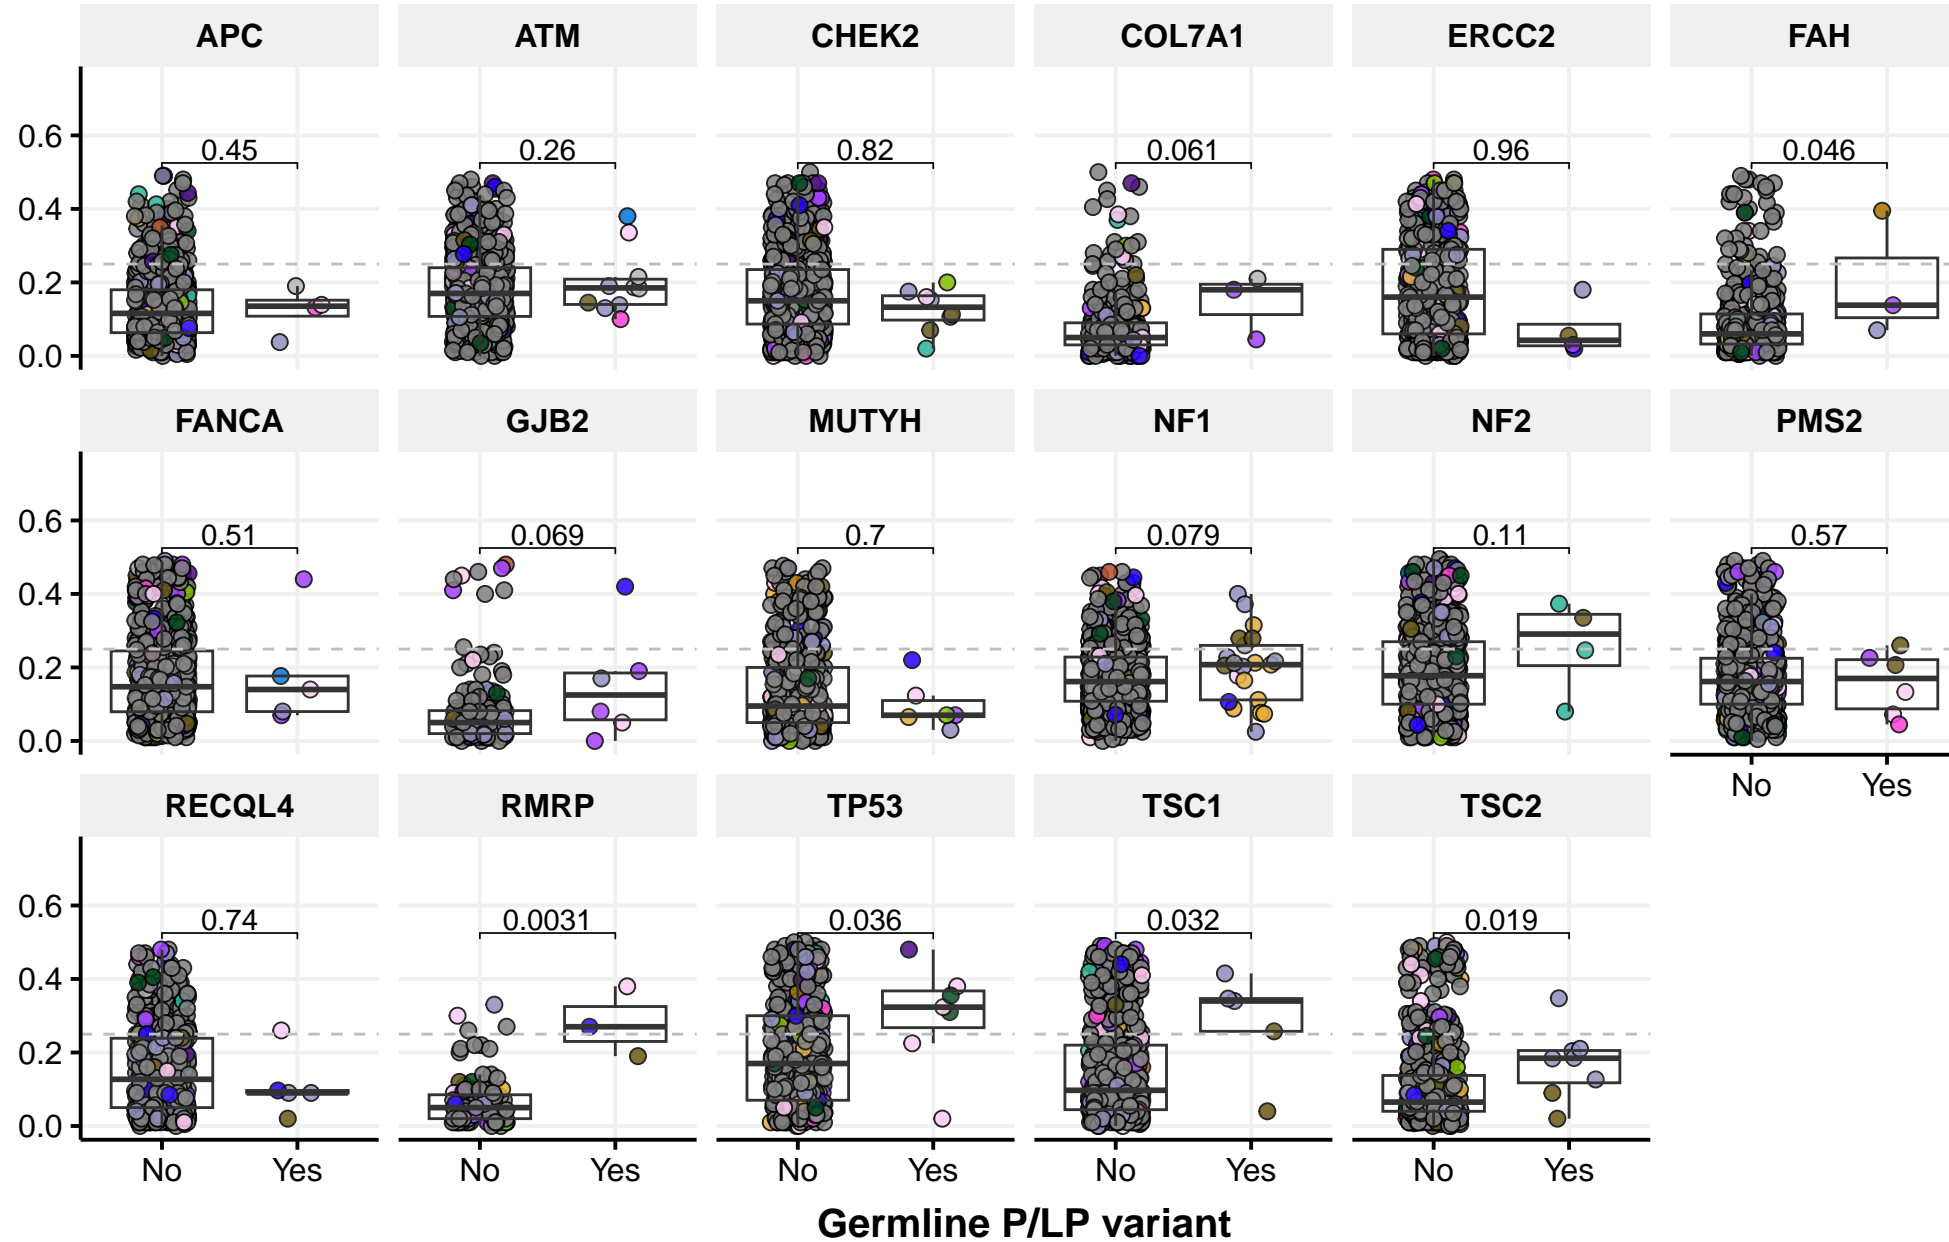 APC ATM CHEK2 COL7A1 ERCC2 FAH
0.6 0.45 0.26 0.82 0.061 0.96 0.046
0.4
0.2
0.0
FANCA GJB2 MUTYH NF1 NF2 PMS2
0.6 0.51 0.069 0.7 0.079 0.11 0.57
0.4
0.2
0.0
No Yes
RECQL4 RMRP TP53 TSC1 TSC2
0.6 0.74 0.0031 0.036 0.032 0.019
0.4
0.2
0.0
No Yes No Yes No Yes No Yes No Yes
Germline P/LP variant